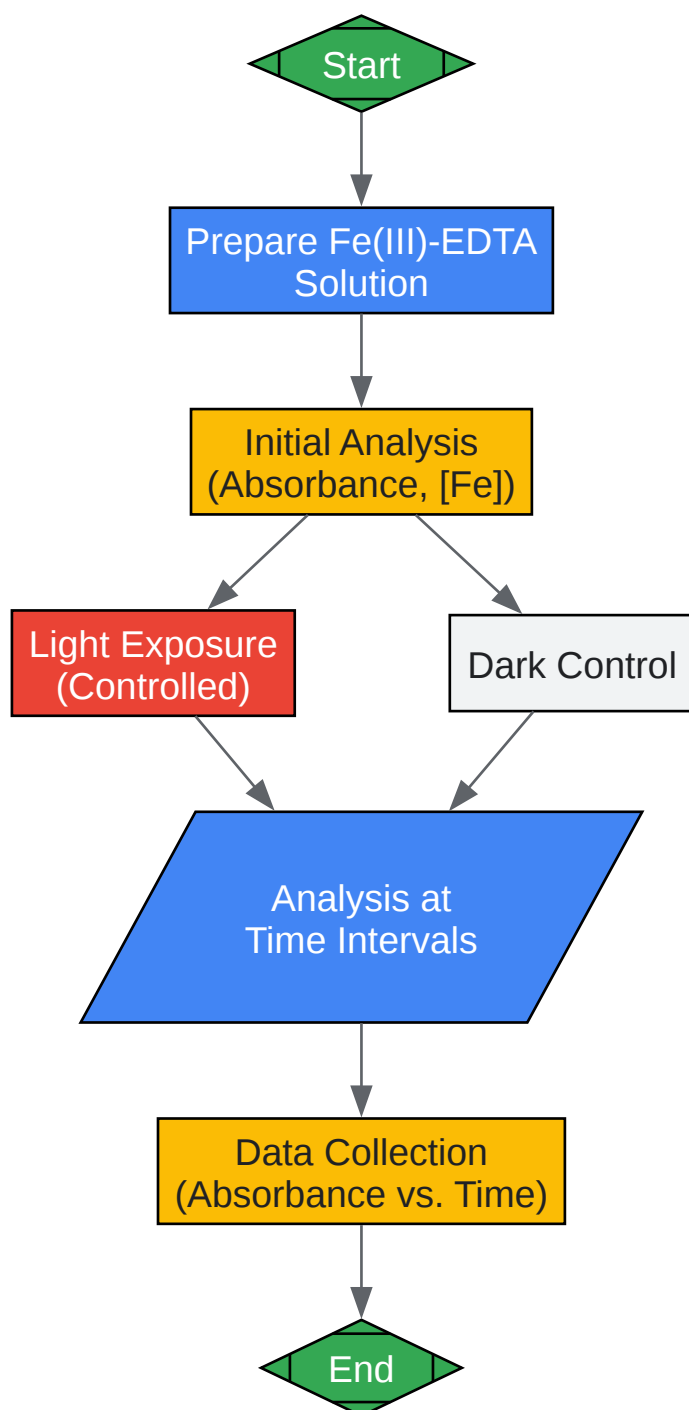 Start
Prepare Fe(III)-EDTA
Solution
Initial Analysis
(Absorbance, [Fe])
Light Exposure
(Controlled)
Dark Control
Analysis at
Time Intervals
Data Collection
(Absorbance vs. Time)
End